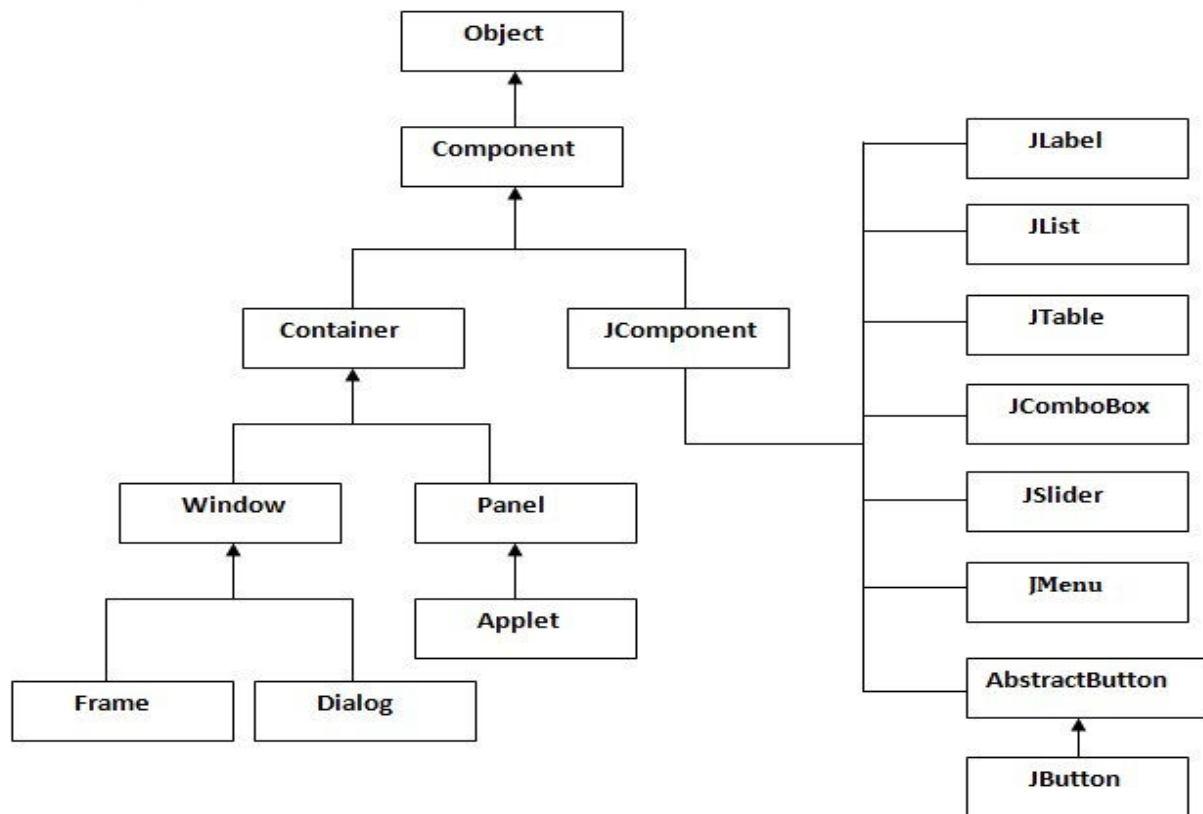 Object
Component
Container
JComponent
Window
Panel
Applet
Frame
Dialog
JLabel
JList
JTable
JComboBox
JSlider
JMenu
AbstractButton
JButton